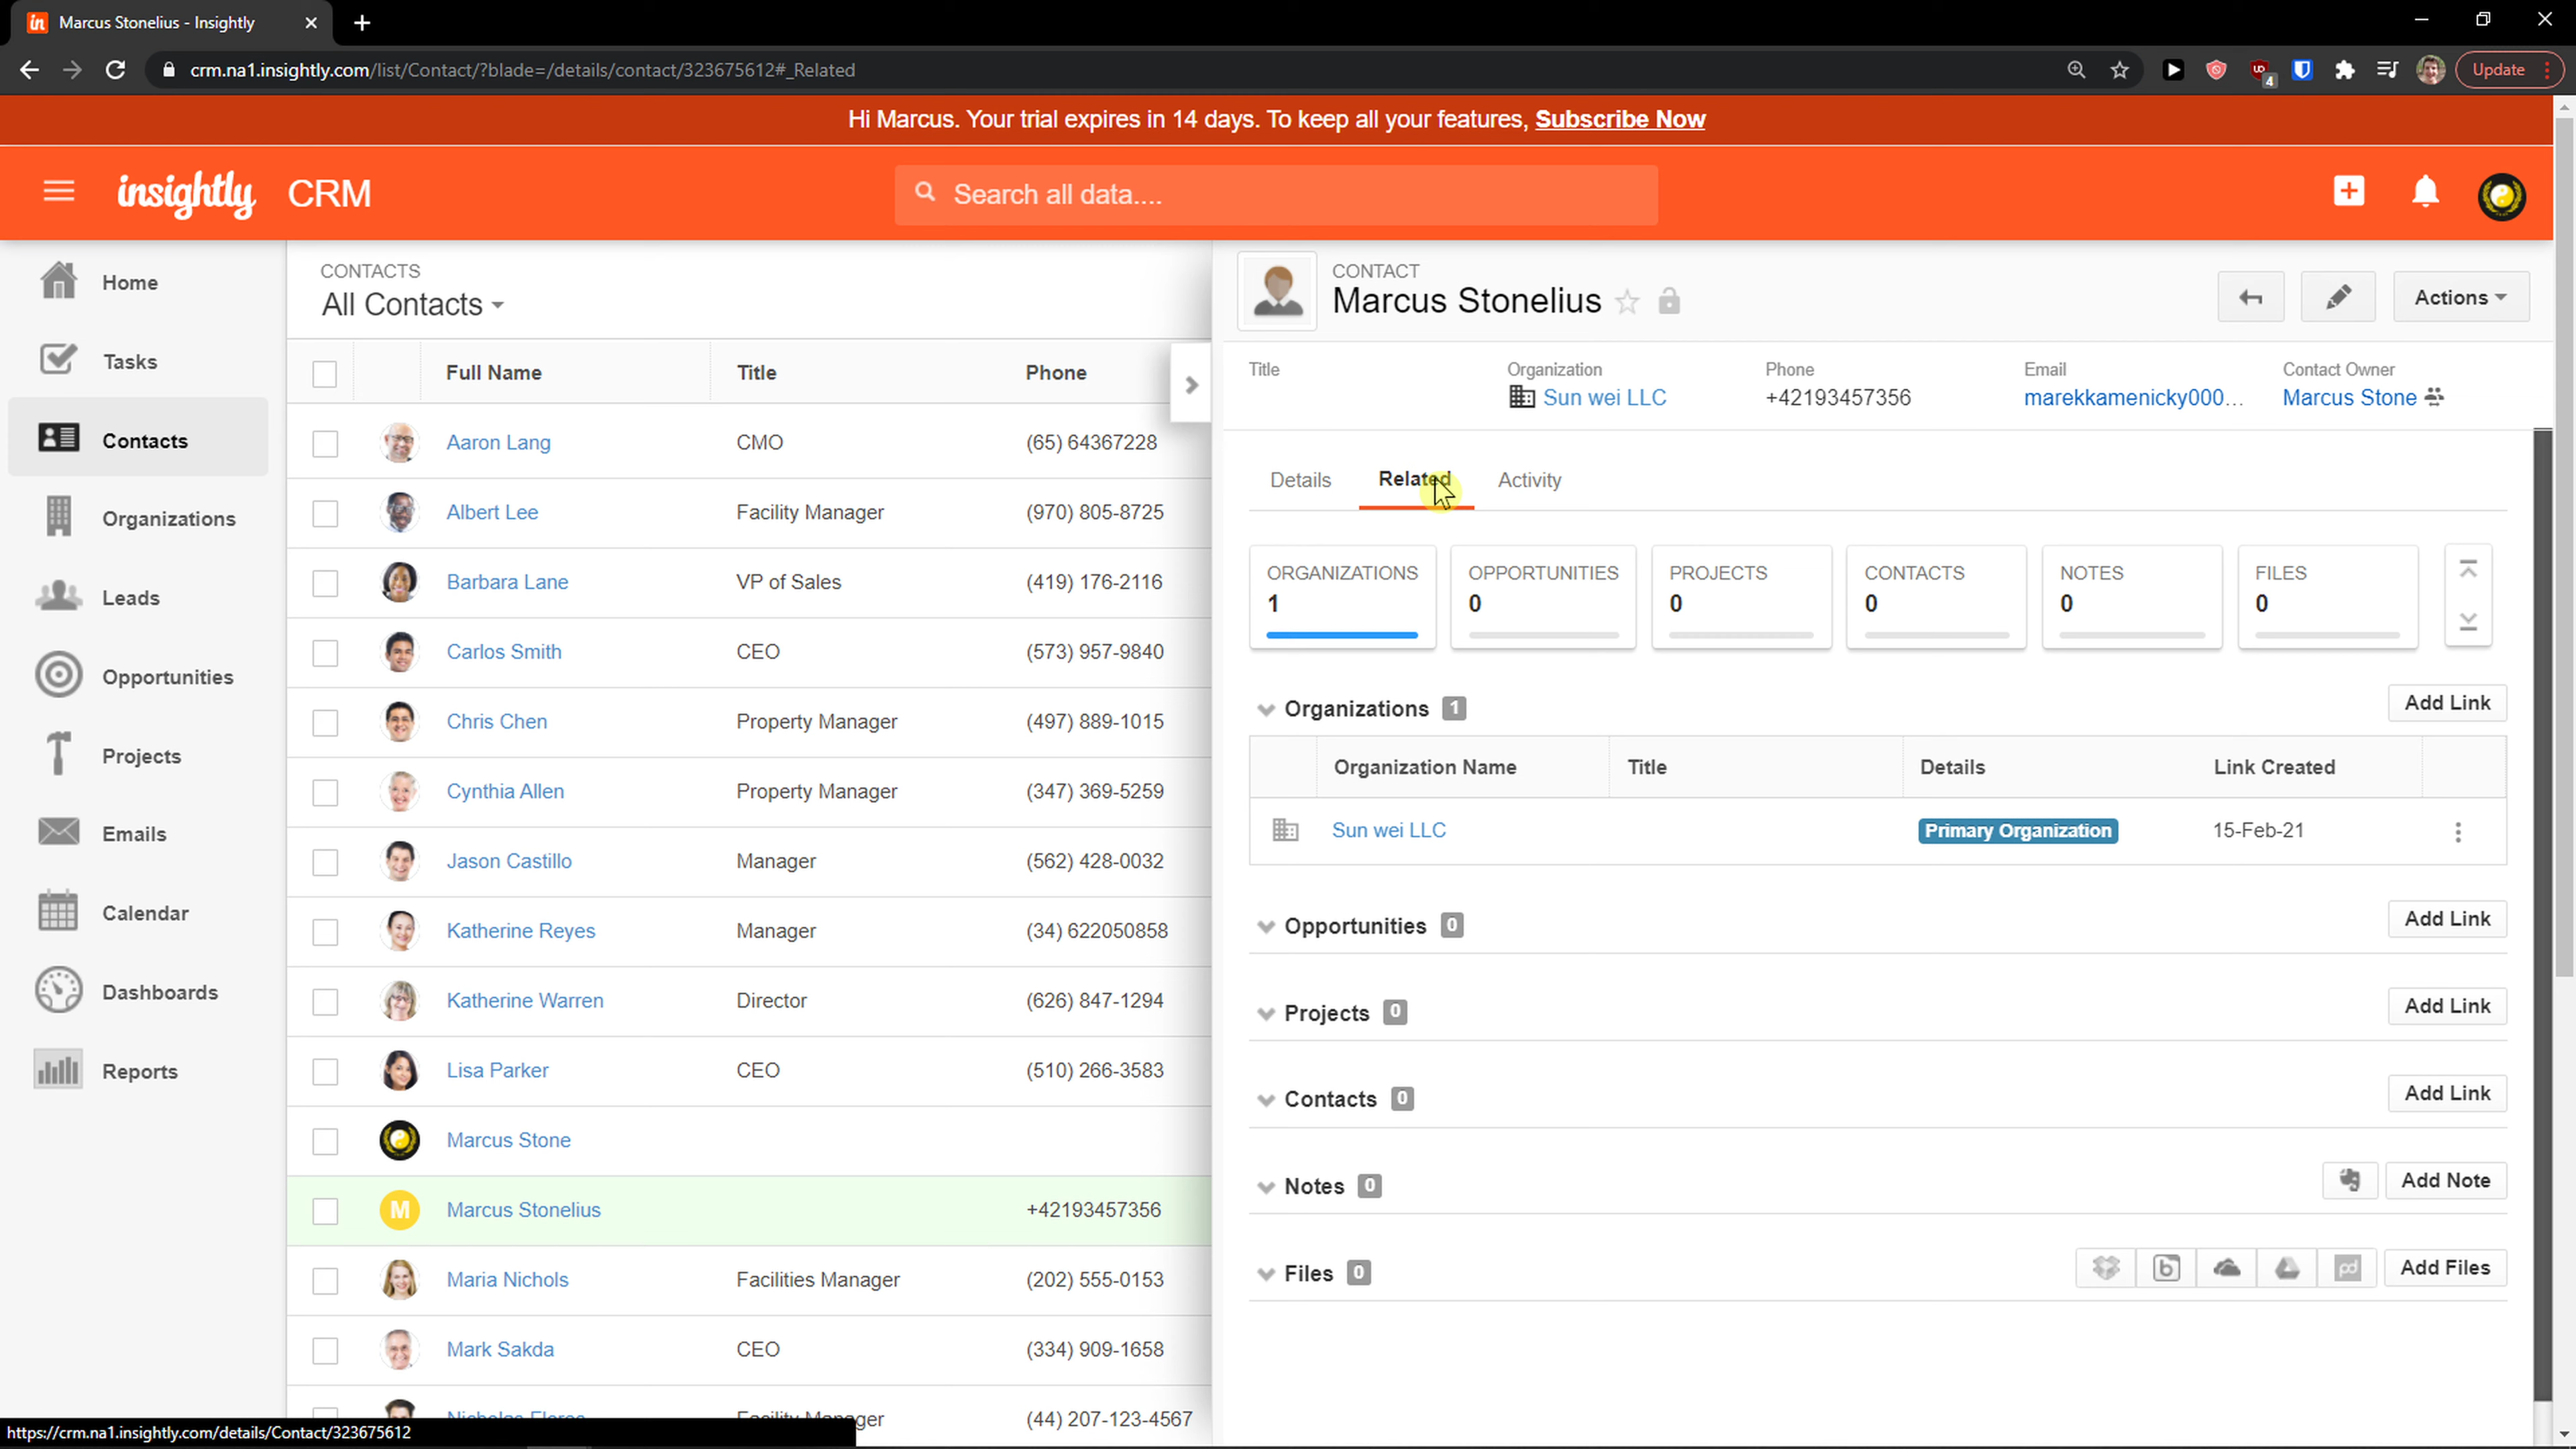 Marcus Stonelius - Insightly
crm.na1.insightly.com/list/Contact/?blade=/details/contact/323675612#_Related
4
Update
Hi Marcus. Your trial expires in 14 days. To keep all your features, Subscribe Now
insightly CRM
Search all data....
Home
Tasks
Contacts
Organizations
Leads
Opportunities
Projects
Emails
Calendar
Dashboards
Reports
CONTACTS
All Contacts
Full Name Title Phone
Aaron Lang CMO (65) 64367228
Albert Lee Facility Manager (970) 805-8725
Barbara Lane VP of Sales (419) 176-2116
Carlos Smith CEO (573) 957-9840
Chris Chen Property Manager (497) 889-1015
Cynthia Allen Property Manager (347) 369-5259
Jason Castillo Manager (562) 428-0032
Katherine Reyes Manager (34) 622050858
Katherine Warren Director (626) 847-1294
Lisa Parker CEO (510) 266-3583
Marcus Stone
M Marcus Stonelius +42193457356
Maria Nichols Facilities Manager (202) 555-0153
Mark Sakda CEO (334) 909-1658
Facility Manager (44) 207-123-4567
CONTACT
Marcus Stonelius
Actions
Title Organization Phone Email Contact Owner
Sun wei LLC +42193457356 marekkamenicky000... Marcus Stone
Details Related Activity
ORGANIZATIONS OPPORTUNITIES PROJECTS CONTACTS NOTES FILES
1 0 0 0 0 0
Organizations 1 Add Link
Organization Name Title Details Link Created
Sun wei LLC Primary Organization 15-Feb-21
Opportunities 0 Add Link
Projects 0 Add Link
Contacts 0 Add Link
Notes 0 Add Note
Files 0 Add Files
https://crm.na1.insightly.com/details/Contact/323675612